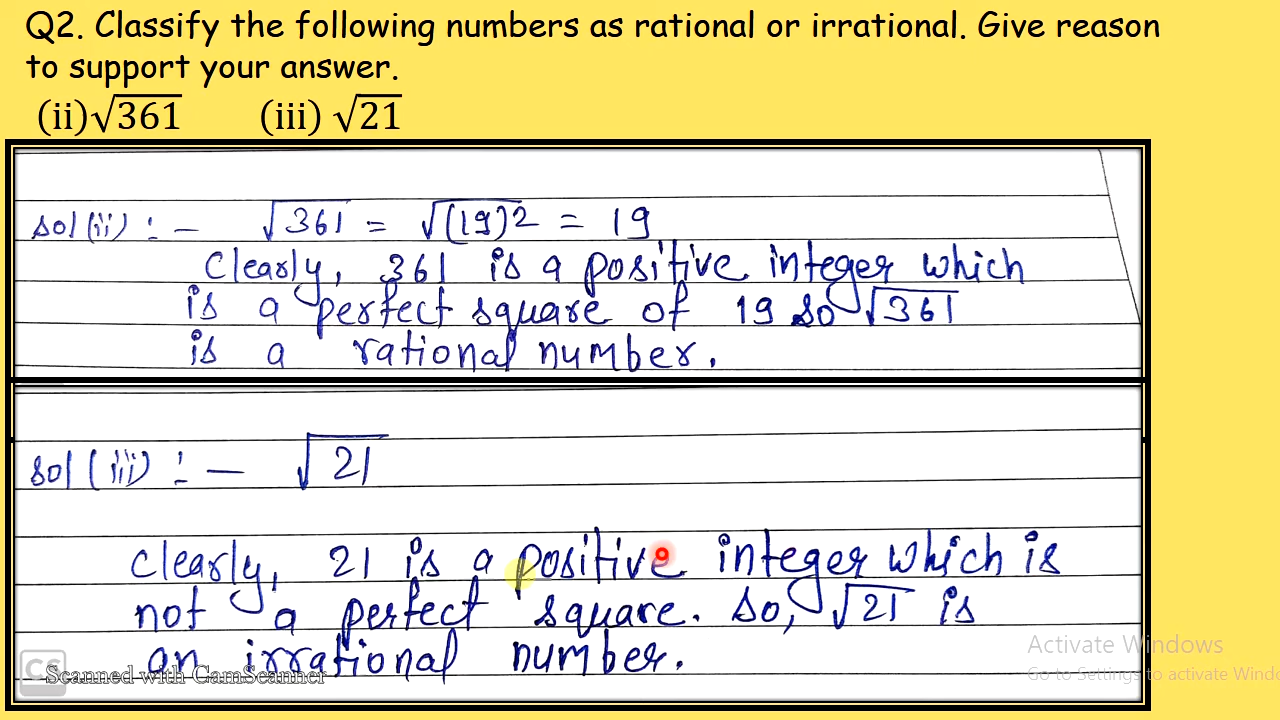 Q2. Classify the following numbers as rational or irrational. Give reason
to support your answer.
(ii)√361 (iii) √21
sol(ii) :- √361 = √(19)2 = 19
Clearly, 361 is a positive integer which
is a perfect square of 19 so √361
is a rational number.
sol(iii) :- √21
Clearly, 21 is a positive integer which is
not a perfect square. So, √21 is
an irrational number.
CS
Scanned with CamScanner
Activate Windows
Go to Settings to activate Windo